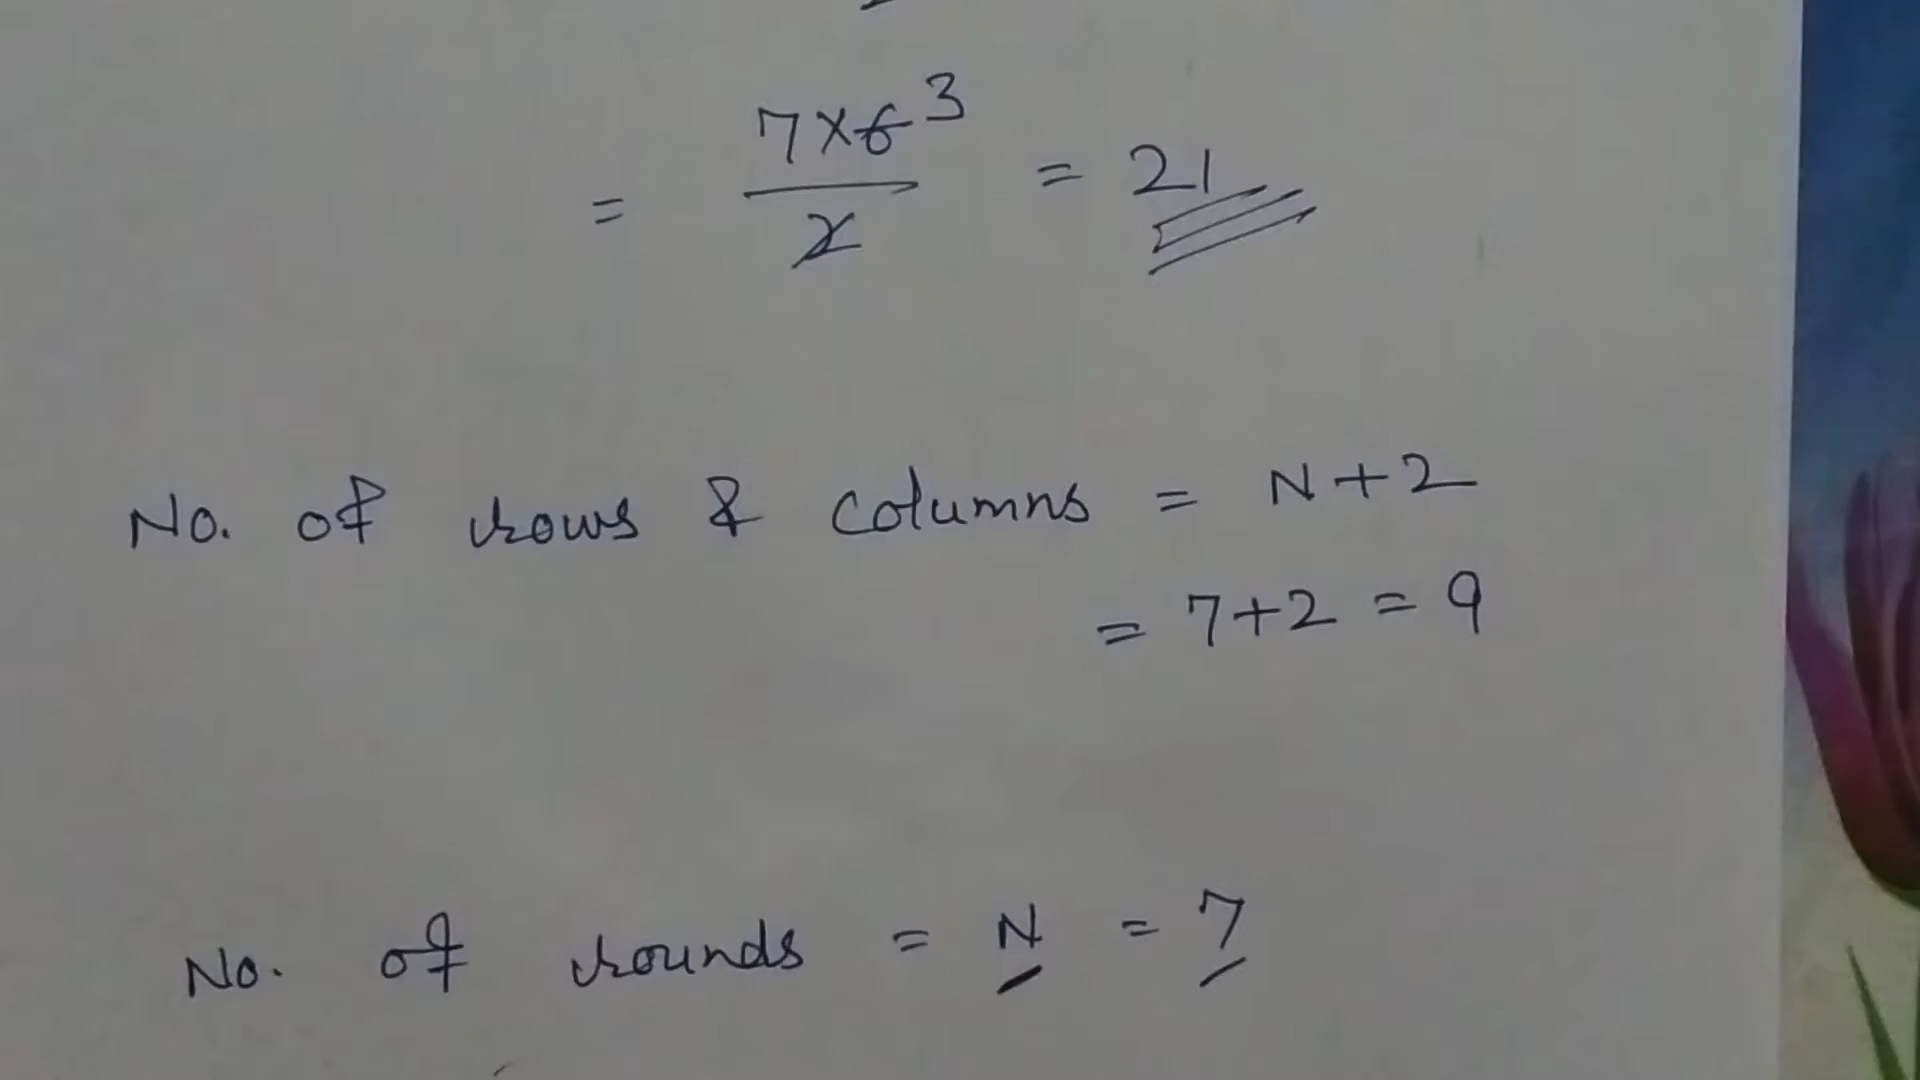 = 7×6 3 / 2 = 21
No. of rows & columns = N+2
= 7+2 = 9
No. of rounds = N = 7